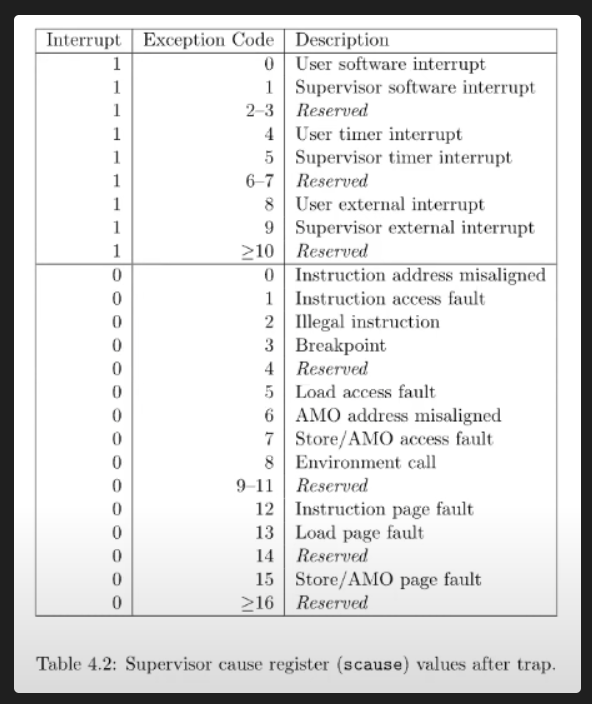 Interrupt Exception Code Description
1 0 User software interrupt
1 1 Supervisor software interrupt
1 2–3 Reserved
1 4 User timer interrupt
1 5 Supervisor timer interrupt
1 6–7 Reserved
1 8 User external interrupt
1 9 Supervisor external interrupt
1 ≥10 Reserved
0 0 Instruction address misaligned
0 1 Instruction access fault
0 2 Illegal instruction
0 3 Breakpoint
0 4 Reserved
0 5 Load access fault
0 6 AMO address misaligned
0 7 Store/AMO access fault
0 8 Environment call
0 9–11 Reserved
0 12 Instruction page fault
0 13 Load page fault
0 14 Reserved
0 15 Store/AMO page fault
0 ≥16 Reserved
Table 4.2: Supervisor cause register (scause) values after trap.